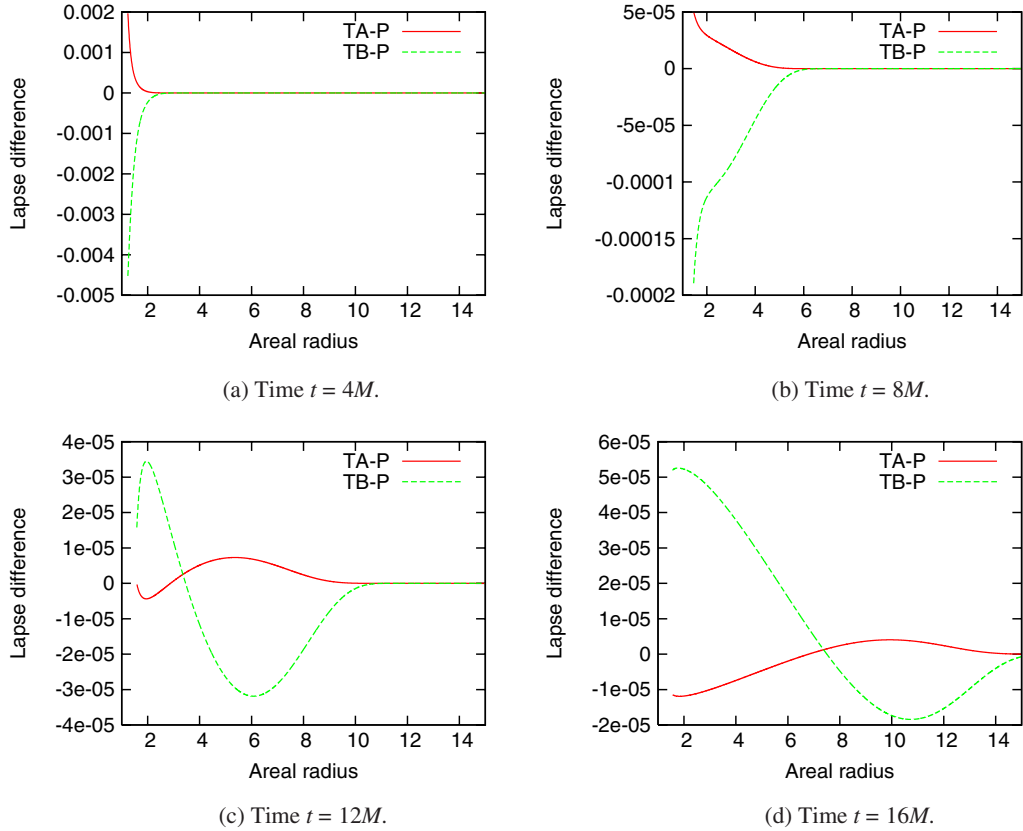 0.002
0.001
0
-0.001
-0.002
-0.003
-0.004
-0.005
Lapse difference
TA-P
TB-P
2 4 6 8 10 12 14
Areal radius
(a) Time t = 4M.
5e-05
0
-5e-05
-0.0001
-0.00015
-0.0002
Lapse difference
TA-P
TB-P
2 4 6 8 10 12 14
Areal radius
(b) Time t = 8M.
4e-05
3e-05
2e-05
1e-05
0
-1e-05
-2e-05
-3e-05
-4e-05
Lapse difference
TA-P
TB-P
2 4 6 8 10 12 14
Areal radius
(c) Time t = 12M.
6e-05
5e-05
4e-05
3e-05
2e-05
1e-05
0
-1e-05
-2e-05
Lapse difference
TA-P
TB-P
2 4 6 8 10 12 14
Areal radius
(d) Time t = 16M.